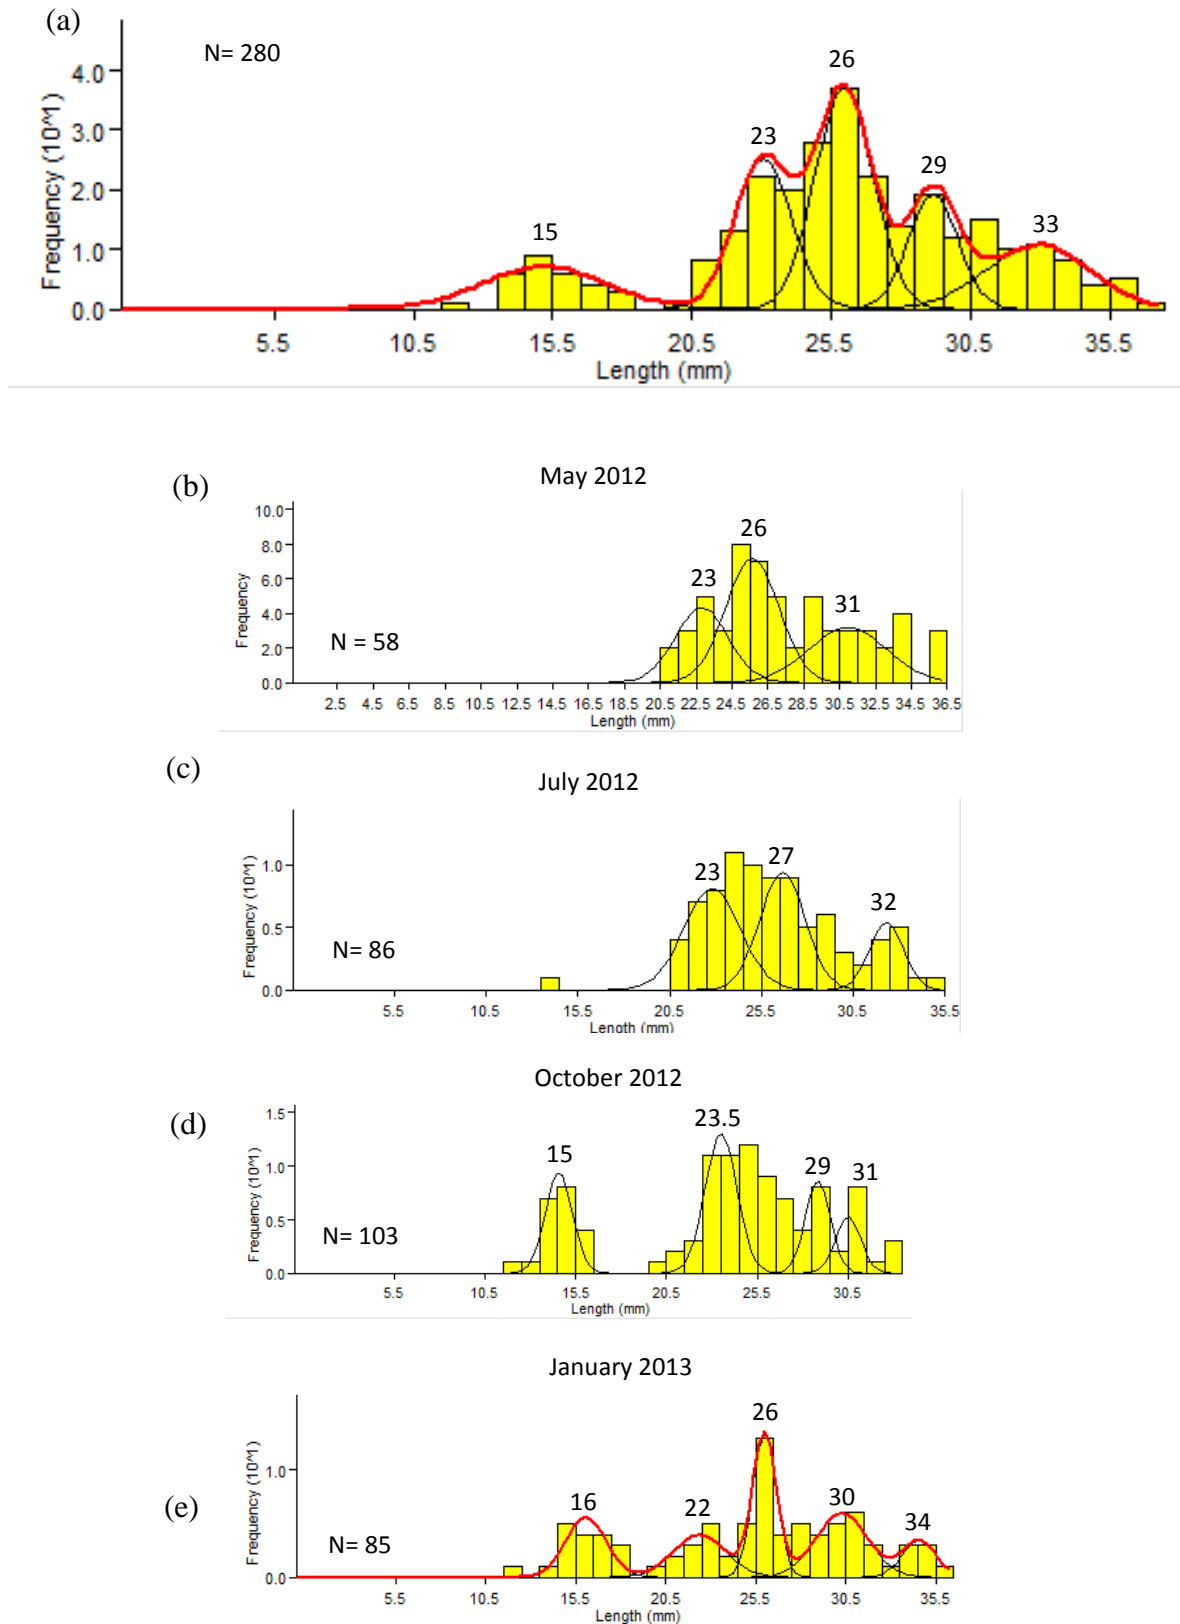 (a)
N= 280
26
23
29
15
33
Frequency (10^1)
4.0
3.0
2.0
1.0
0.0
5.5 10.5 15.5 20.5 25.5 30.5 35.5
Length (mm)
(b)
May 2012
26
23
31
N = 58
Frequency
10.0
8.0
6.0
4.0
2.0
0.0
2.5 4.5 6.5 8.5 10.5 12.5 14.5 16.5 18.5 20.5 22.5 24.5 26.5 28.5 30.5 32.5 34.5 36.5
Length (mm)
(c)
July 2012
23
27
32
N= 86
Frequency (10^1)
1.0
0.5
0.0
5.5 10.5 15.5 20.5 25.5 30.5 35.5
Length (mm)
(d)
October 2012
15
23.5
29
31
N= 103
Frequency (10^1)
1.5
1.0
0.5
0.0
5.5 10.5 15.5 20.5 25.5 30.5
Length (mm)
(e)
January 2013
26
16
22
30
34
N= 85
Frequency (10^1)
1.0
0.0
5.5 10.5 15.5 20.5 25.5 30.5 35.5
Length (mm)